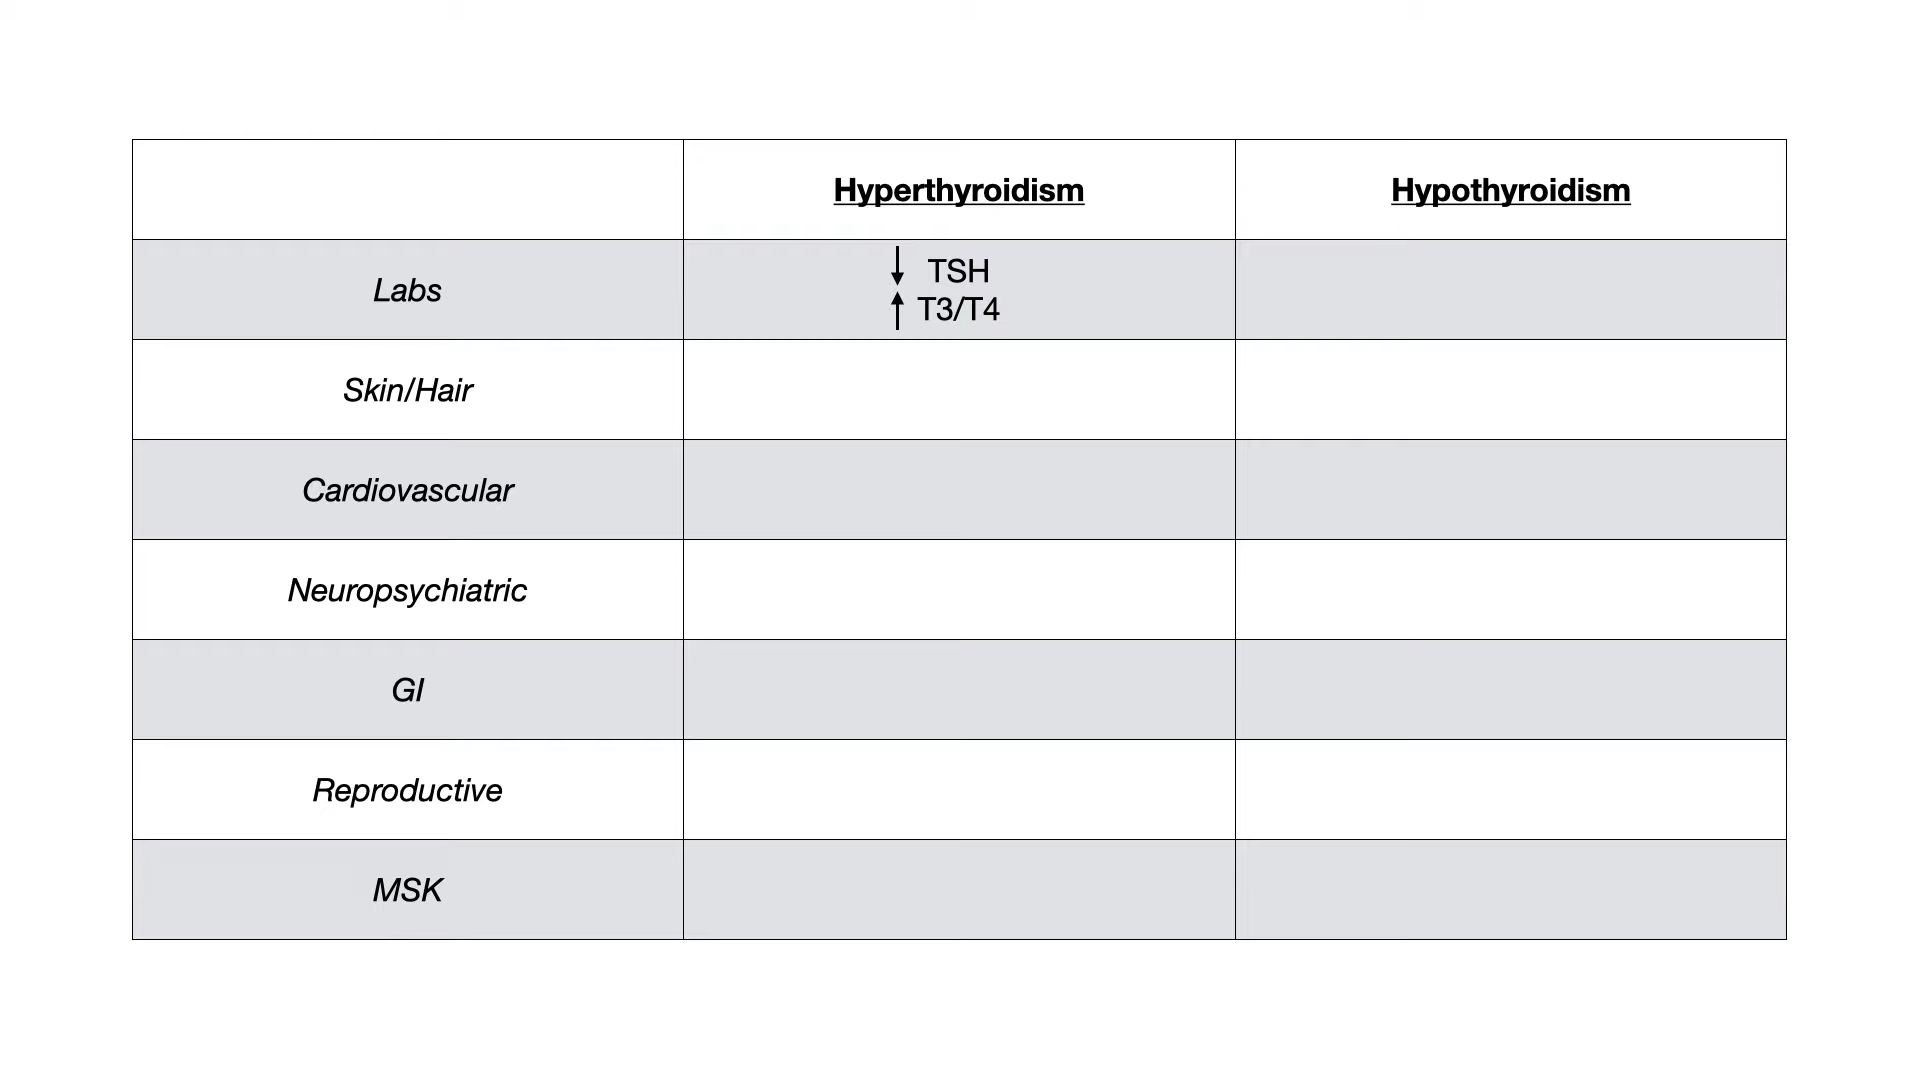 Hyperthyroidism
Hypothyroidism
Labs
↓ TSH
↑ T3/T4
Skin/Hair
Cardiovascular
Neuropsychiatric
GI
Reproductive
MSK